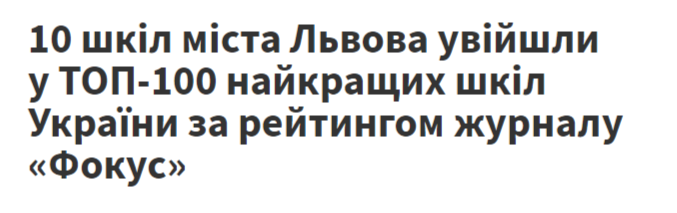 10 шкіл міста Львова увійшли
у ТОП-100 найкращих шкіл
України за рейтингом журналу
«Фокус»